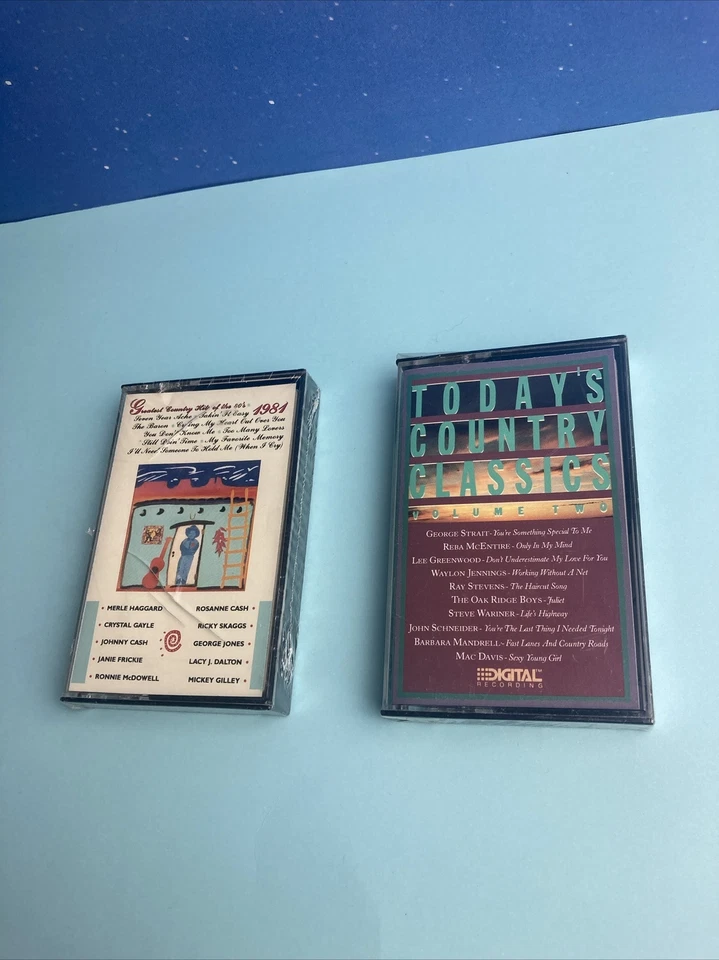 Greatest Country Hits of the 80's 1981
Seven Year Ache • Takin' It Easy
The Baron • Crying My Heart Out Over You
You Don't Know Me • Too Many Lovers
Still Doin' Time • My Favorite Memory
I'll Need Someone To Hold Me (When I Cry)
• MERLE HAGGARD ROSANNE CASH •
• CRYSTAL GAYLE RICKY SKAGGS •
• JOHNNY CASH GEORGE JONES •
• JANIE FRICKIE LACY J. DALTON •
• RONNIE McDOWELL MICKEY GILLEY •
TODAY'S
COUNTRY
CLASSICS
VOLUME TWO
GEORGE STRAIT - You're Something Special To Me
REBA MCENTIRE - Only In My Mind
LEE GREENWOOD - Don't Underestimate My Love For You
WAYLON JENNINGS - Working Without A Net
RAY STEVENS - The Haircut Song
THE OAK RIDGE BOYS - Juliet
STEVE WARINER - Life's Highway
JOHN SCHNEIDER - You're The Last Thing I Needed Tonight
BARBARA MANDRELL - Fast Lanes And Country Roads
MAC DAVIS - Sexy Young Girl
DIGITAL™
RECORDING